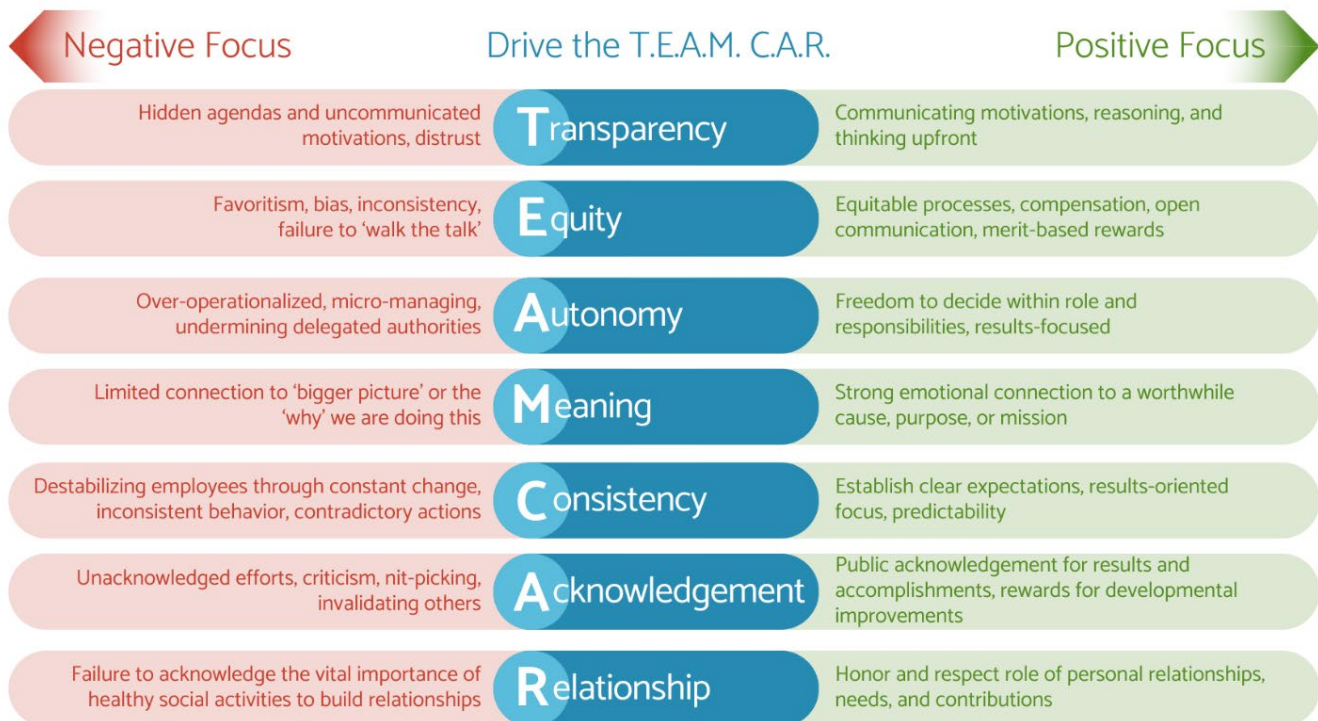 Negative Focus
Drive the T.E.A.M. C.A.R.
Positive Focus
Hidden agendas and uncommunicated
motivations, distrust
Transparency
Communicating motivations, reasoning, and
thinking upfront
Favoritism, bias, inconsistency,
failure to ‘walk the talk’
Equity
Equitable processes, compensation, open
communication, merit-based rewards
Over-operationalized, micro-managing,
undermining delegated authorities
Autonomy
Freedom to decide within role and
responsibilities, results-focused
Limited connection to ‘bigger picture’ or the
‘why’ we are doing this
Meaning
Strong emotional connection to a worthwhile
cause, purpose, or mission
Destabilizing employees through constant change,
inconsistent behavior, contradictory actions
Consistency
Establish clear expectations, results-oriented
focus, predictability
Unacknowledged efforts, criticism, nit-picking,
invalidating others
Acknowledgement
Public acknowledgement for results and
accomplishments, rewards for developmental
improvements
Failure to acknowledge the vital importance of
healthy social activities to build relationships
Relationship
Honor and respect role of personal relationships,
needs, and contributions